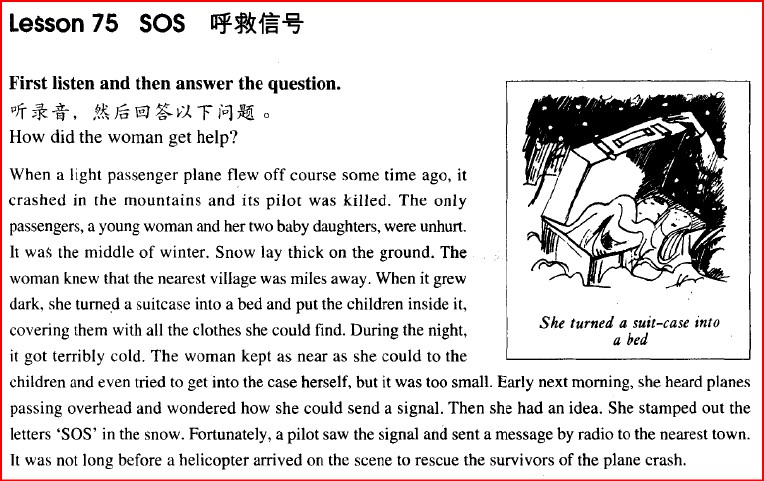 Lesson 75 SOS 呼救信号
First listen and then answer the question.
听录音，然后回答以下问题。
How did the woman get help?
When a light passenger plane flew off course some time ago, it
crashed in the mountains and its pilot was killed. The only
passengers, a young woman and her two baby daughters, were unhurt.
It was the middle of winter. Snow lay thick on the ground. The
woman knew that the nearest village was miles away. When it grew
dark, she turned a suitcase into a bed and put the children inside it,
covering them with all the clothes she could find. During the night,
it got terribly cold. The woman kept as near as she could to the
children and even tried to get into the case herself, but it was too small. Early next morning, she heard planes
passing overhead and wondered how she could send a signal. Then she had an idea. She stamped out the
letters ‘SOS’ in the snow. Fortunately, a pilot saw the signal and sent a message by radio to the nearest town.
It was not long before a helicopter arrived on the scene to rescue the survivors of the plane crash.
She turned a suit-case into
a bed